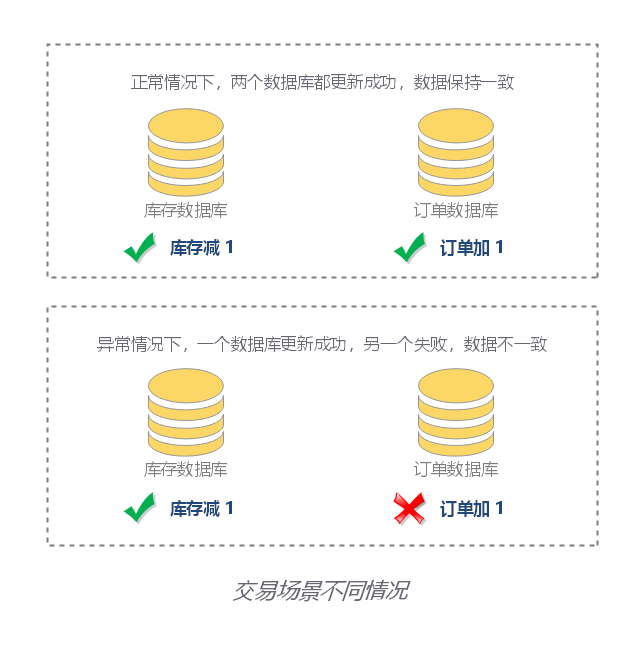 正常情况下，两个数据库都更新成功，数据保持一致
库存数据库 订单数据库
库存减 1 订单加 1
异常情况下，一个数据库更新成功，另一个失败，数据不一致
库存数据库 订单数据库
库存减 1 订单加 1
交易场景不同情况